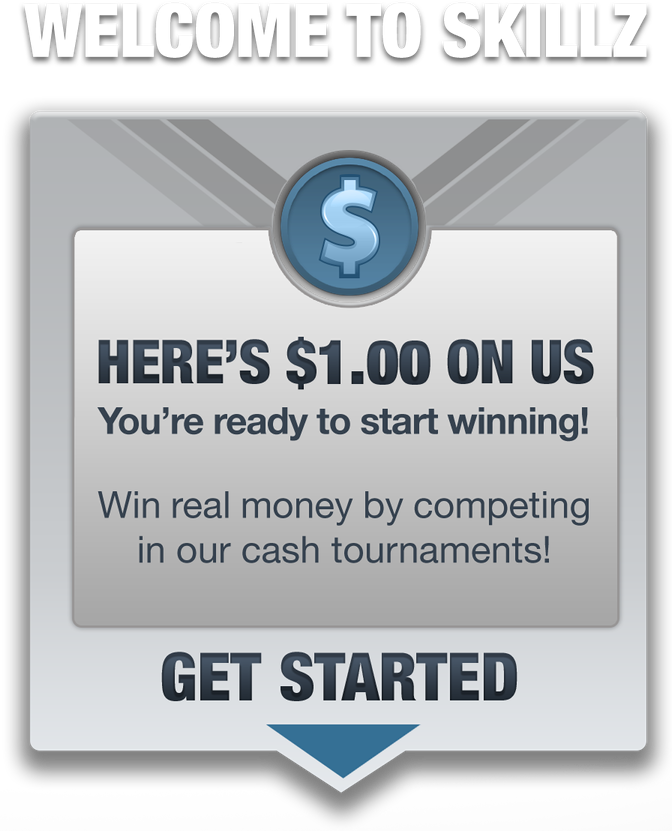 WELCOME TO SKILLZ
$
HERE'S $1.00 ON US
You're ready to start winning!
Win real money by competing
in our cash tournaments!
GET STARTED